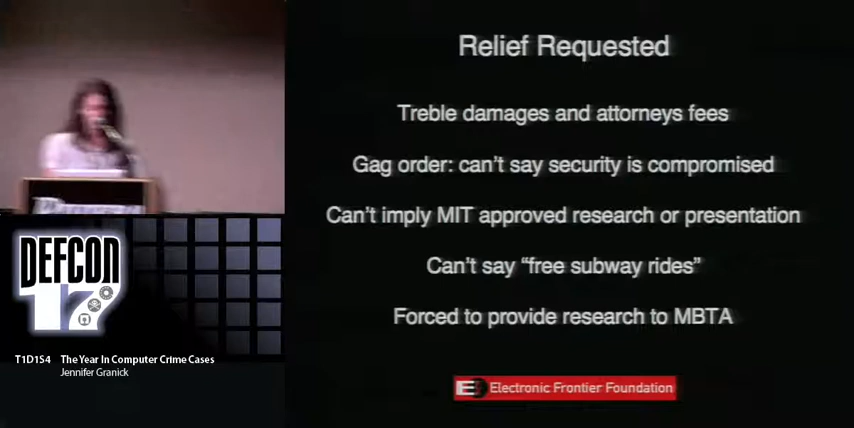 Relief Requested
Treble damages and attorneys fees
Gag order: can't say security is compromised
Can't imply MIT approved research or presentation
Can't say “free subway rides”
Forced to provide research to MBTA
Electronic Frontier Foundation
DEFCON
17
T1D1S4 The Year In Computer Crime Cases
Jennifer Granick